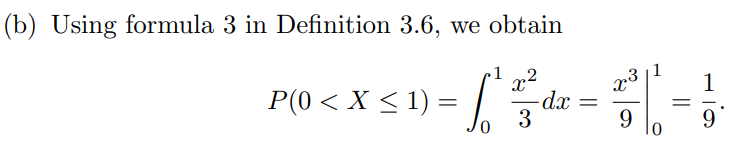 (b) Using formula 3 in Definition 3.6, we obtain
P(0 < X ≤ 1) = ∫₀¹ x²/3 dx = x³/9 |₀¹ = 1/9.